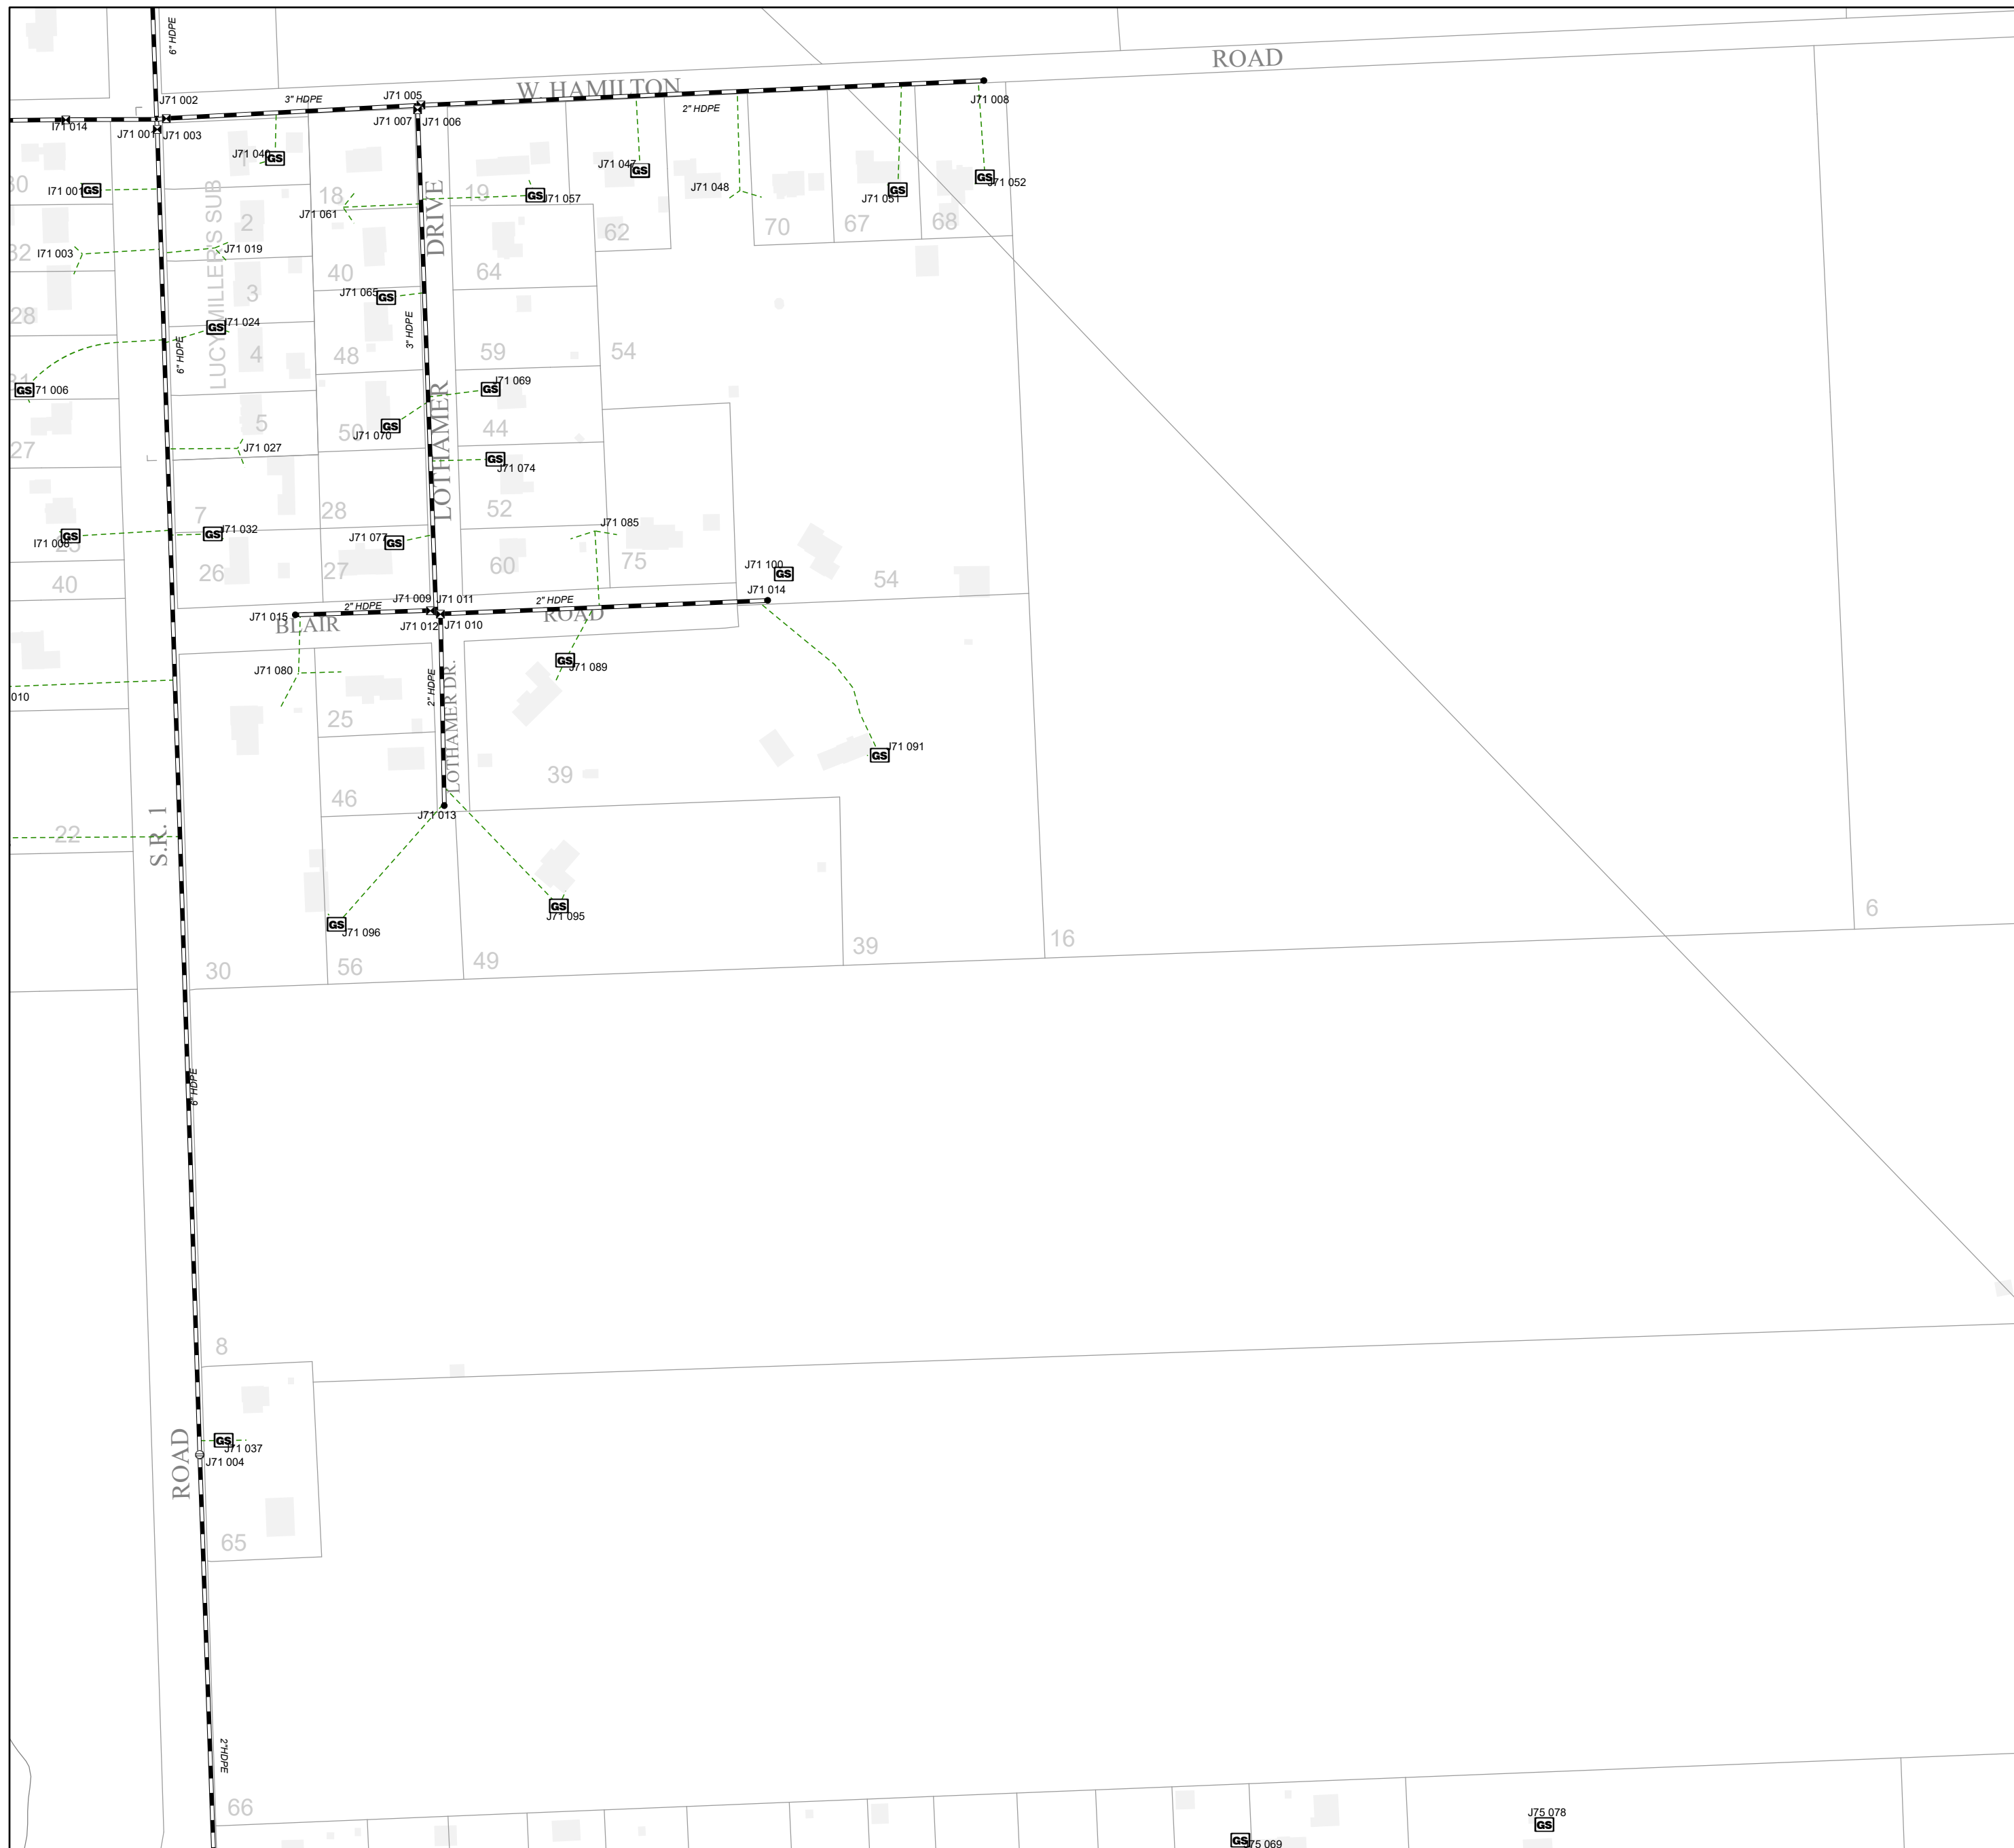 6" HDPE
W. HAMILTON
ROAD
J71 002
3" HDPE
J71 005
2" HDPE
J71 008
I71 014
J71 001
J71 003
J71 007
J71 006
J71 040
GS
1
J71 047
GS
J71 048
GS
J71 051
GS
J71 052
30
I71 001
GS
LUCY MILLER'S SUB
18
J71 061
DRIVE
19
GS
J71 057
2
62
70
67
68
32
I71 003
J71 019
40
64
3
J71 065
GS
28
GS
J71 024
6" HDPE
3" HDPE
4
48
59
54
GS
J71 069
GS
I71 006
LOTHAMER
5
50
GS
J71 070
44
27
J71 027
GS
J71 074
7
28
52
J71 085
I71 008
GS
GS
J71 032
J71 077
GS
40
26
27
60
75
J71 100
GS
54
J71 014
J71 009
J71 011
2" HDPE
2" HDPE
J71 015
BLAIR
J71 012
J71 010
ROAD
J71 080
2" HDPE
LOTHAMER DR.
GS
J71 089
010
25
J71 091
GS
39
46
J71 013
22
S.R. 1
GS
J71 095
GS
J71 096
30
56
49
39
16
6
6" HDPE
8
GS
J71 037
J71 004
ROAD
65
2"HDPE
66
J75 078
GS
GS
J75 069